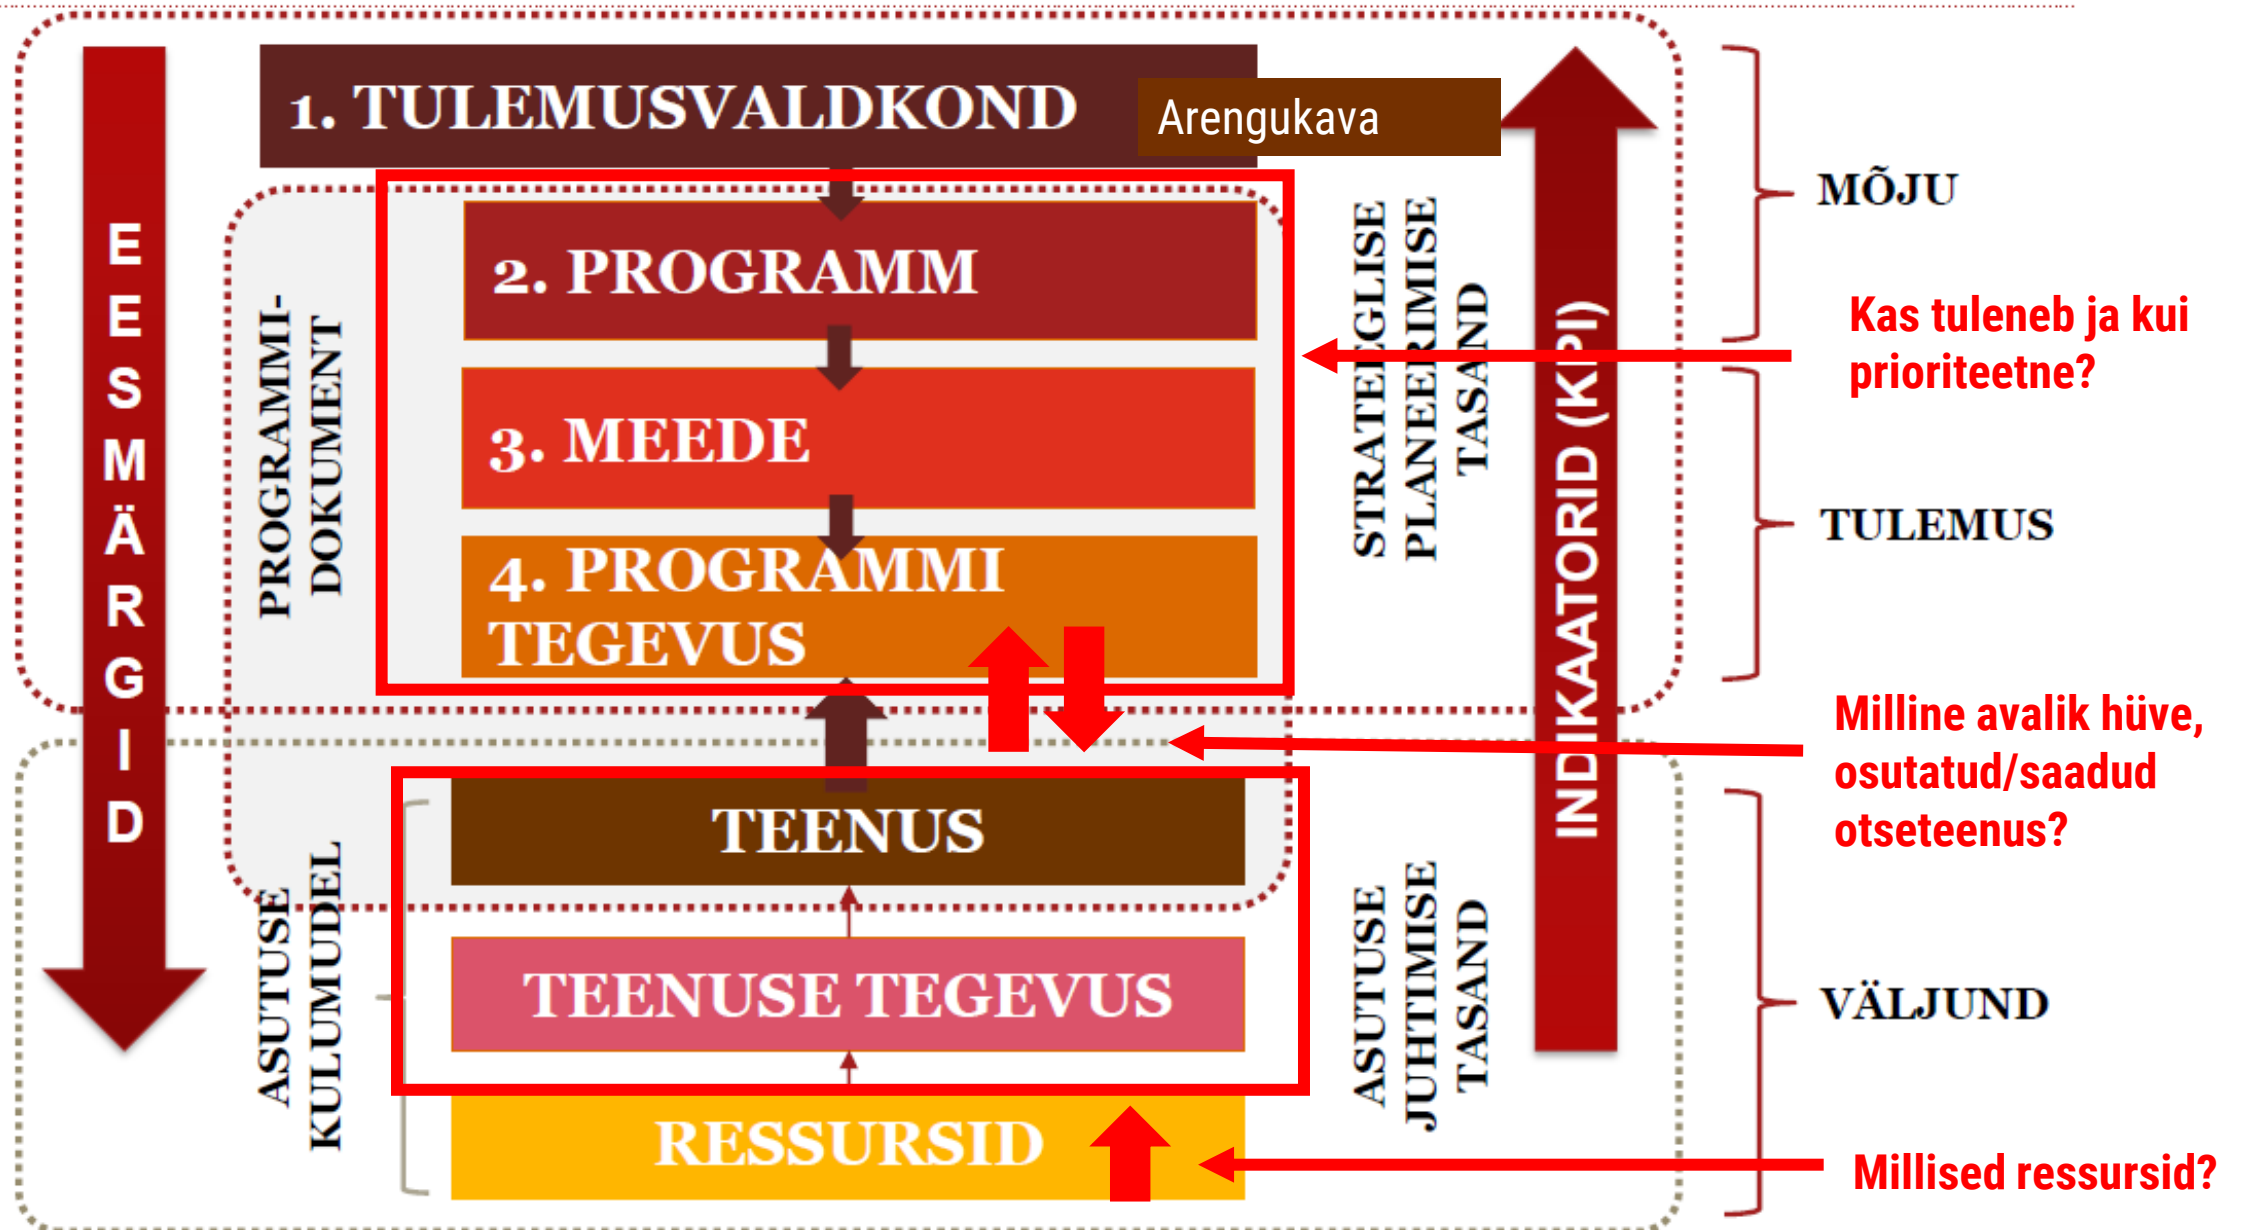 1. TULEMUSVALDKOND
Arengukava
EESMÄRGID
PROGRAMMI-
DOKUMENT
2. PROGRAMM
3. MEEDE
4. PROGRAMMI
TEGEVUS
STRATEEGLISE
PLANEERIMISE
TASAND
INDIKAATORID (KPI)
MÕJU
Kas tuleneb ja kui
prioriteetne?
TULEMUS
Milline avalik hüve,
osutatud/saadud
otseteenus?
ASUTUSE
KULUMUDEL
TEENUS
TEENUSE TEGEVUS
RESSURSID
ASUTUSE
JUHTIMISE
TASAND
VÄLJUND
Millised ressursid?